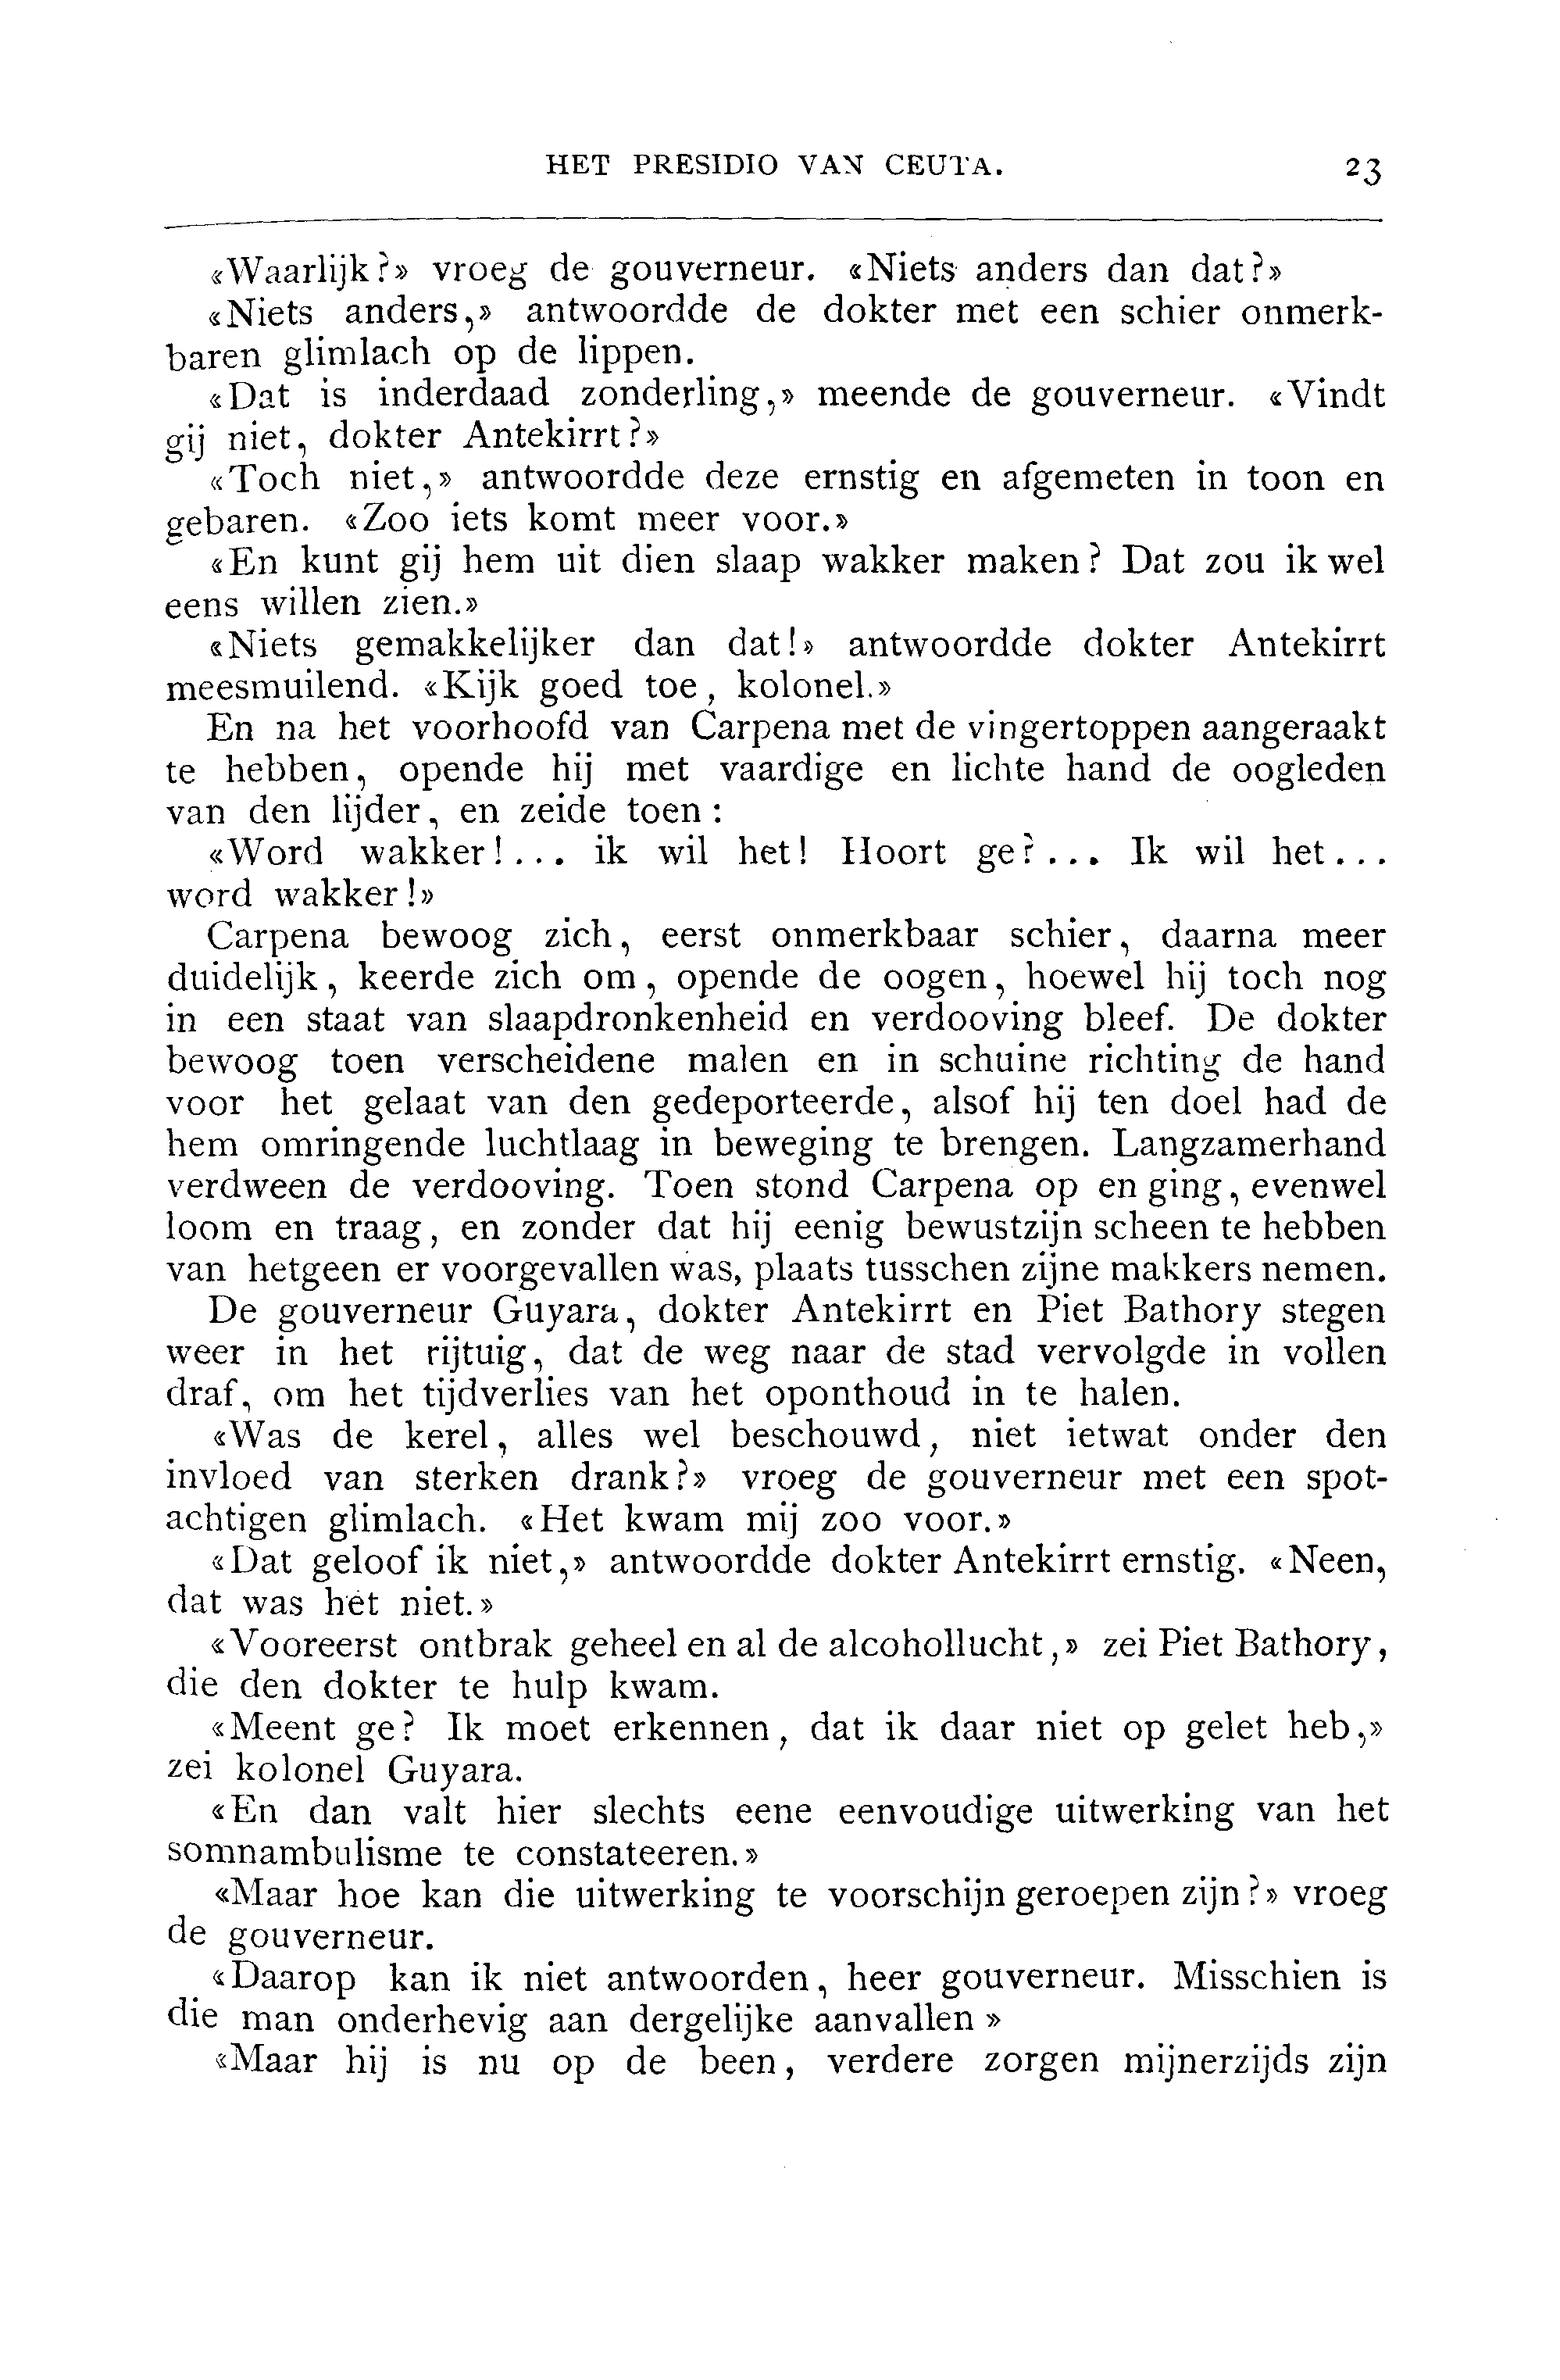 HET PRESIDIO VAN CEUTA. 23
«Waarlijk?» vroeg de gouverneur. «Niets anders dan dat?»
«Niets anders,» antwoordde de dokter met een schier onmerk-
baren glimlach op de lippen.
«Dat is inderdaad zonderling,» meende de gouverneur. «Vindt
gij niet, dokter Antekirrt?»
«Toch niet,» antwoordde deze ernstig en afgemeten in toon en
gebaren. «Zoo iets komt meer voor.»
«En kunt gij hem uit dien slaap wakker maken? Dat zou ik wel
eens willen zien.»
«Niets gemakkelijker dan dat!» antwoordde dokter Antekirrt
meesmuilend. «Kijk goed toe, kolonel.»
En na het voorhoofd van Carpena met de vingertoppen aangeraakt
te hebben, opende hij met vaardige en lichte hand de oogleden
van den lijder, en zeide toen:
«Word wakker!... ik wil het! Hoort ge?... Ik wil het...
word wakker!»
Carpena bewoog zich, eerst onmerkbaar schier, daarna meer
duidelijk, keerde zich om, opende de oogen, hoewel hij toch nog
in een staat van slaapdronkenheid en verdooving bleef. De dokter
bewoog toen verscheidene malen en in schuine richting de hand
voor het gelaat van den gedeporteerde, alsof hij ten doel had de
hem omringende luchtlaag in beweging te brengen. Langzamerhand
verdween de verdooving. Toen stond Carpena op en ging, evenwel
loom en traag, en zonder dat hij eenig bewustzijn scheen te hebben
van hetgeen er voorgevallen was, plaats tusschen zijne makkers nemen.
De gouverneur Guyara, dokter Antekirrt en Piet Bathory stegen
weer in het rijtuig, dat de weg naar de stad vervolgde in vollen
draf, om het tijdverlies van het oponthoud in te halen.
«Was de kerel, alles wel beschouwd, niet ietwat onder den
invloed van sterken drank?» vroeg de gouverneur met een spot-
achtigen glimlach. «Het kwam mij zoo voor.»
«Dat geloof ik niet,» antwoordde dokter Antekirrt ernstig. «Neen,
dat was het niet.»
«Vooreerst ontbrak geheel en al de alcohollucht,» zei Piet Bathory,
die den dokter te hulp kwam.
«Meent ge? Ik moet erkennen, dat ik daar niet op gelet heb,»
zei kolonel Guyara.
«En dan valt hier slechts eene eenvoudige uitwerking van het
somnambulisme te constateeren.»
«Maar hoe kan die uitwerking te voorschijn geroepen zijn?» vroeg
de gouverneur.
«Daarop kan ik niet antwoorden, heer gouverneur. Misschien is
die man onderhevig aan dergelijke aanvallen »
«Maar hij is nu op de been, verdere zorgen mijnerzijds zijn